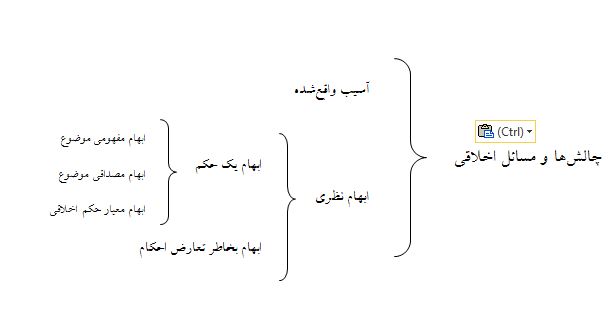 آسیب واقع‌شده
(Ctrl)
چالش‌ها و مسائل اخلاقی
ابهام نظری
ابهام یک حکم
ابهام مفهومی موضوع
ابهام مصداقی موضوع
ابهام معیار حکم اخلاقی
ابهام بخاطر تعارض احکام